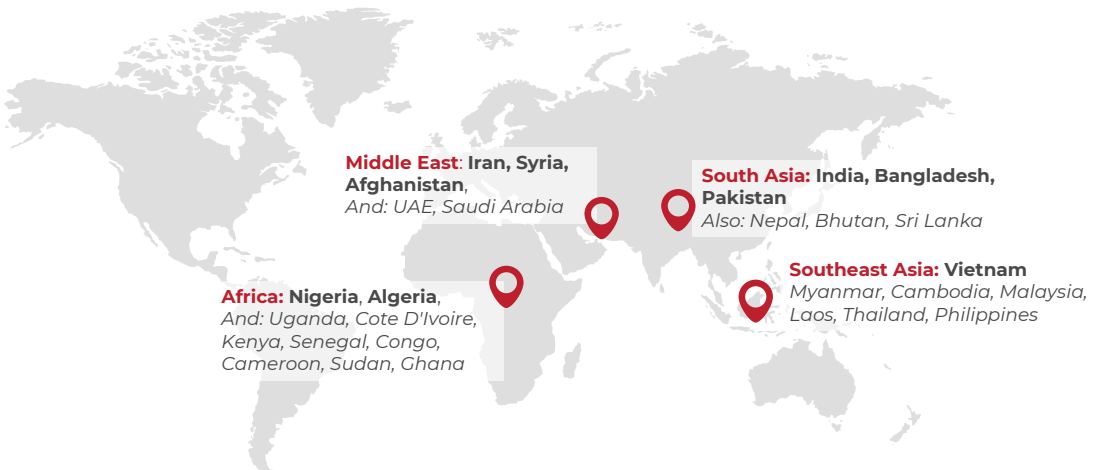 Middle East: Iran, Syria,
Afghanistan,
And: UAE, Saudi Arabia
South Asia: India, Bangladesh,
Pakistan
Also: Nepal, Bhutan, Sri Lanka
Southeast Asia: Vietnam
Myanmar, Cambodia, Malaysia,
Laos, Thailand, Philippines
Africa: Nigeria, Algeria,
And: Uganda, Cote D'Ivoire,
Kenya, Senegal, Congo,
Cameroon, Sudan, Ghana